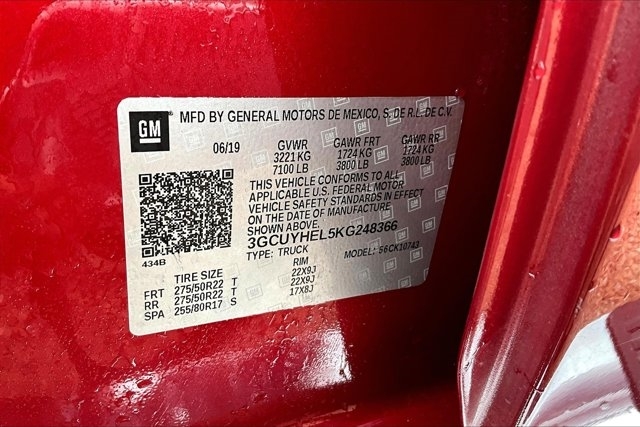 GM
MFD BY GENERAL MOTORS DE MEXICO, S. DE R.L. DE C.V.
06/19 GVWR GAWR FRT GAWR RR
3221 KG 1724 KG 1724 KG
7100 LB 3800 LB 3800 LB
THIS VEHICLE CONFORMS TO ALL
APPLICABLE U.S. FEDERAL MOTOR
VEHICLE SAFETY STANDARDS IN EFFECT
ON THE DATE OF MANUFACTURE
3GCUYHEL5KG248366
434B TYPE: TRUCK MODEL: 56CK10743
TIRE SIZE RIM
FRT 275/50R22 T 22X9J
RR 275/50R22 T 22X9J
SPA 255/80R17 S 17X8J